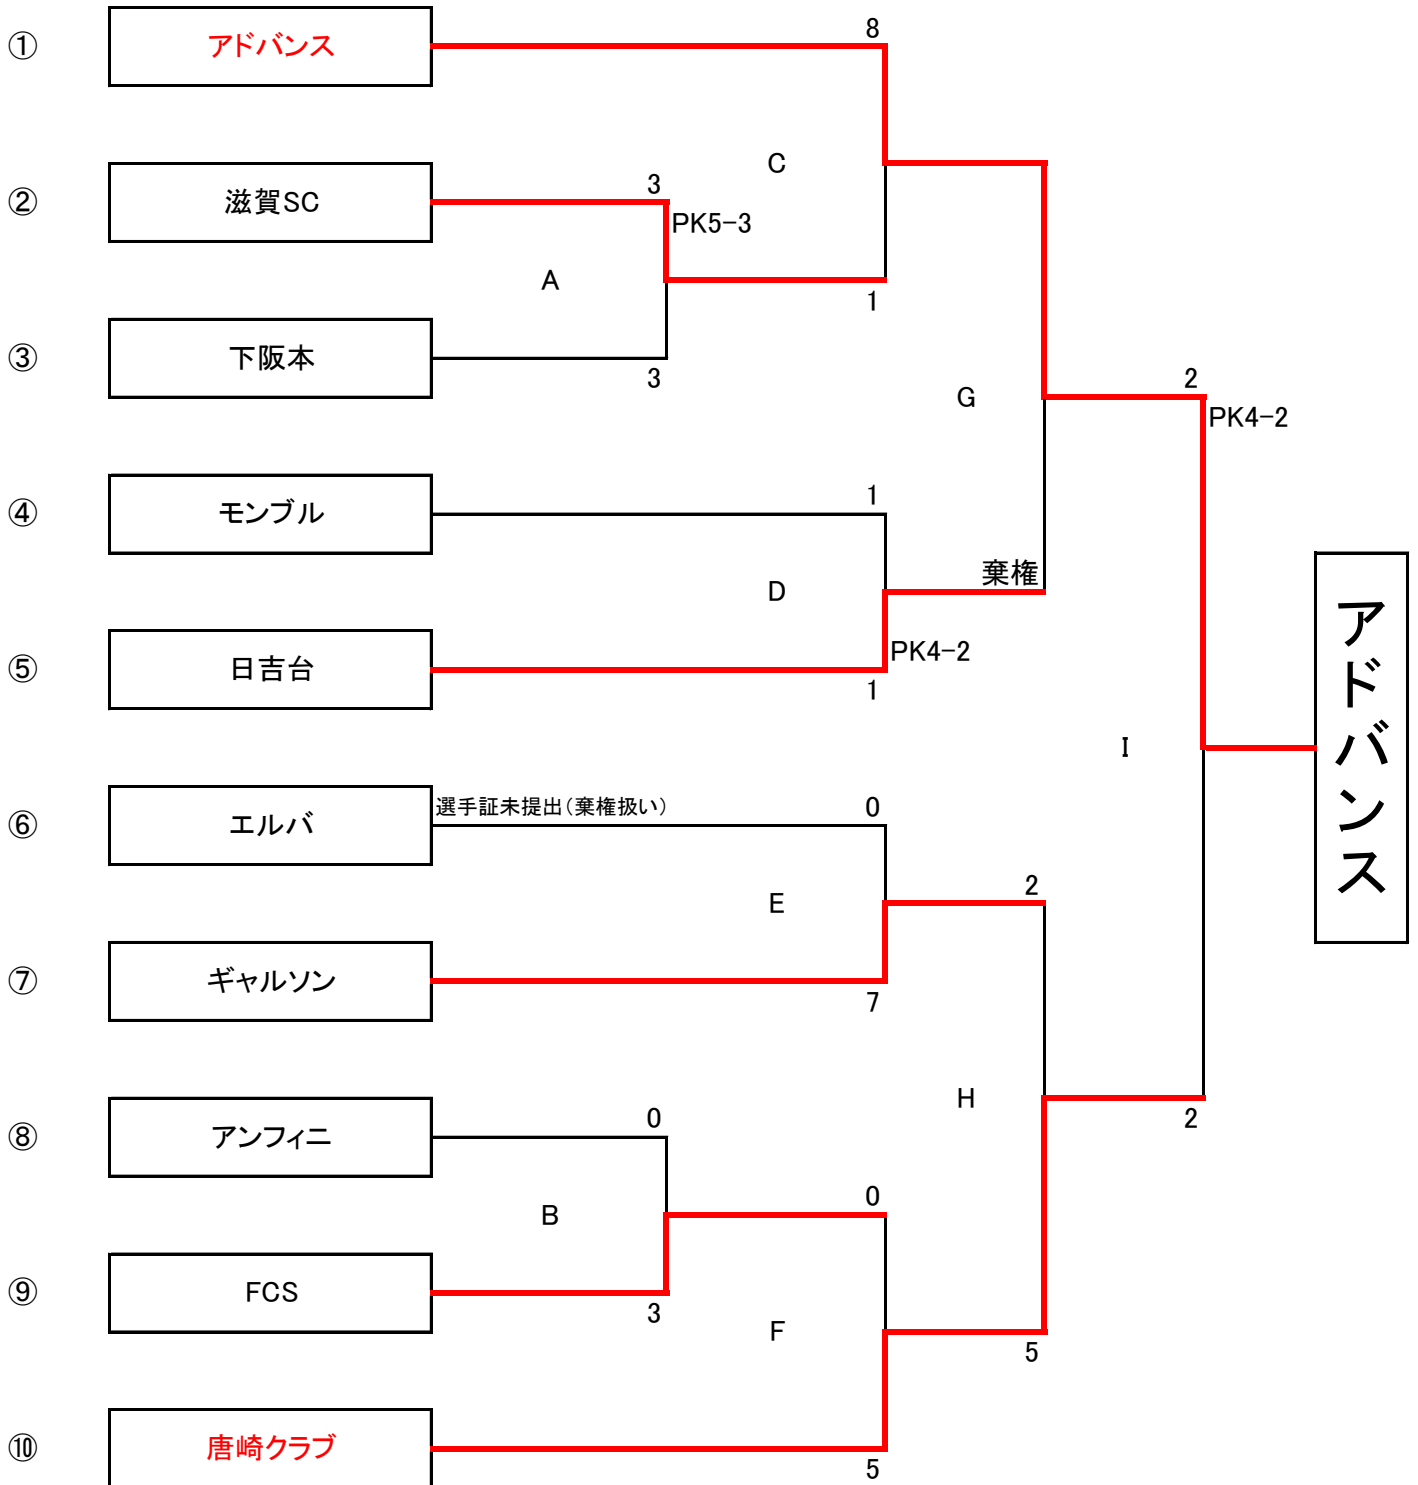 ① アドバンス 8
C
② 滋賀SC 3
PK5-3
A
1
③ 下阪本
3
2
G
PK4-2
④ モンブル 1
棄権
D
⑤ 日吉台
PK4-2
1
I
アドバンス
⑥ エルバ 選手証未提出(棄権扱い) 0
2
E
⑦ ギャルソン
7
H
⑧ アンフィニ 0
2
0
B
⑨ FCS
3
F
5
⑩ 唐崎クラブ
5